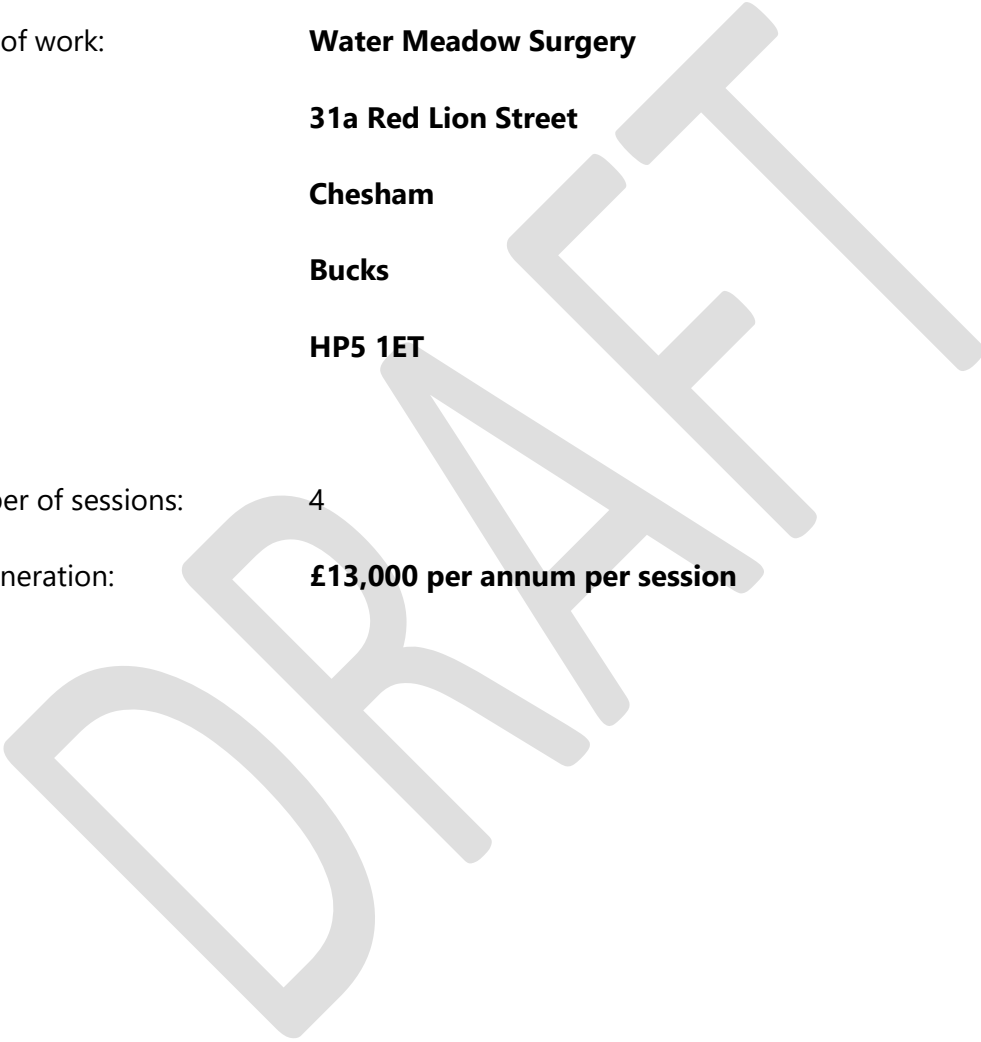 of work: Water Meadow Surgery
31a Red Lion Street
Chesham
Bucks
HP5 1ET
er of sessions: 4
neration: £13,000 per annum per session
DRAFT